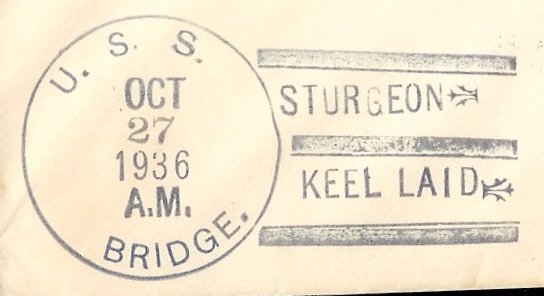 U. S. S.
OCT
27
1936
A.M.
BRIDGE.
STURGEON
KEEL LAID